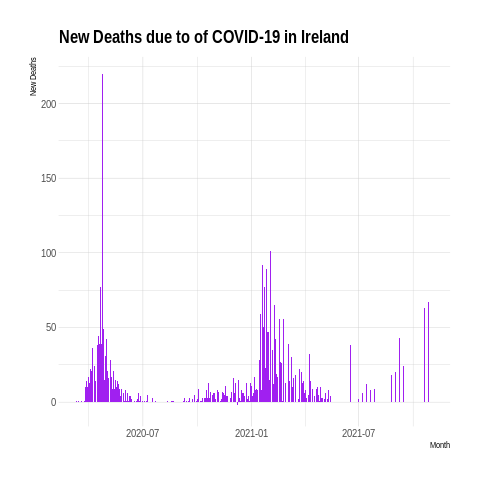 New Deaths due to of COVID-19 in Ireland
New Deaths
200
150
100
50
0
2020-07
2021-01
2021-07
Month